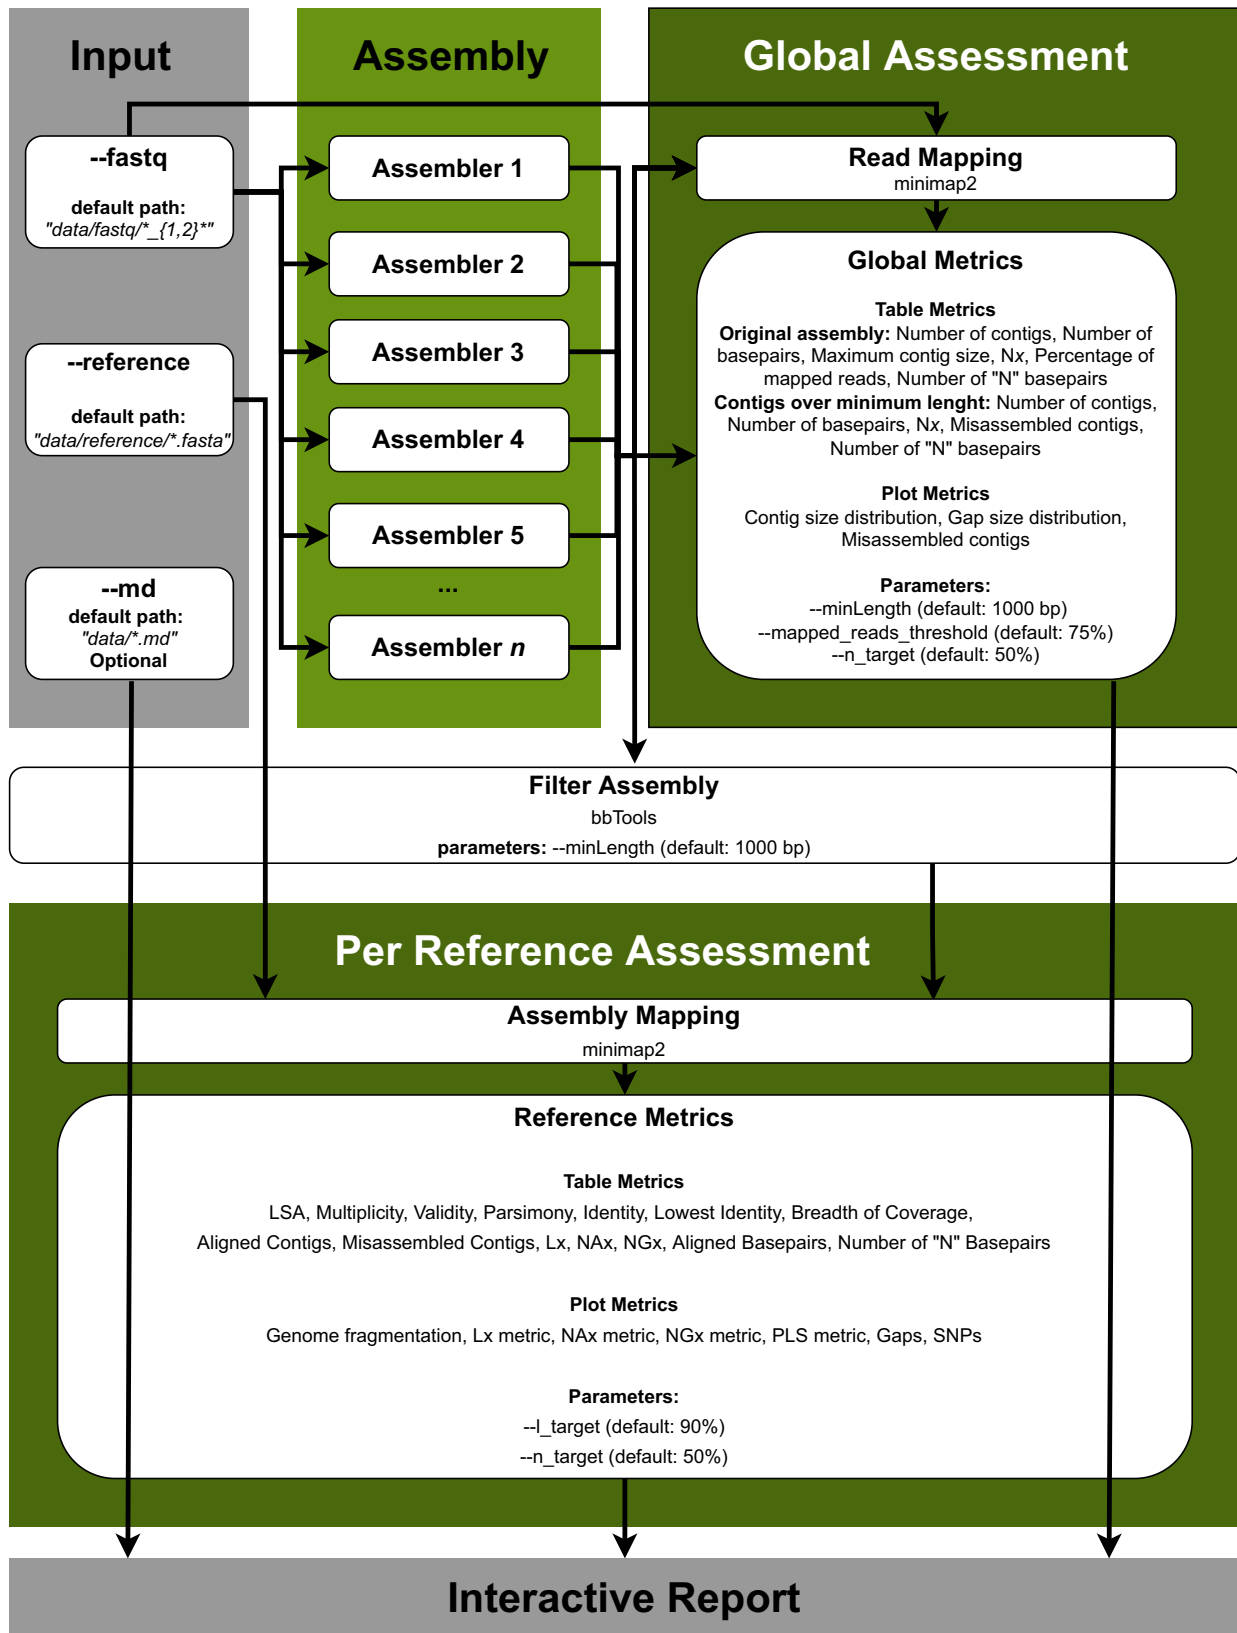 Input
--fastq
default path:
"data/fastq/*_{1,2}*"
--reference
default path:
"data/reference/*.fasta"
--md
default path:
"data/*.md"
Optional
Assembly
Assembler 1
Assembler 2
Assembler 3
Assembler 4
Assembler 5
...
Assembler n
Global Assessment
Read Mapping
minimap2
Global Metrics
Table Metrics
Original assembly: Number of contigs, Number of
basepairs, Maximum contig size, Nx, Percentage of
mapped reads, Number of "N" basepairs
Contigs over minimum lenght: Number of contigs,
Number of basepairs, Nx, Misassembled contigs,
Number of "N" basepairs
Plot Metrics
Contig size distribution, Gap size distribution,
Misassembled contigs
Parameters:
--minLength (default: 1000 bp)
--mapped_reads_threshold (default: 75%)
--n_target (default: 50%)
Filter Assembly
bbTools
parameters: --minLength (default: 1000 bp)
Per Reference Assessment
Assembly Mapping
minimap2
Reference Metrics
Table Metrics
LSA, Multiplicity, Validity, Parsimony, Identity, Lowest Identity, Breadth of Coverage,
Aligned Contigs, Misassembled Contigs, Lx, NAx, NGx, Aligned Basepairs, Number of "N" Basepairs
Plot Metrics
Genome fragmentation, Lx metric, NAx metric, NGx metric, PLS metric, Gaps, SNPs
Parameters:
--l_target (default: 90%)
--n_target (default: 50%)
Interactive Report